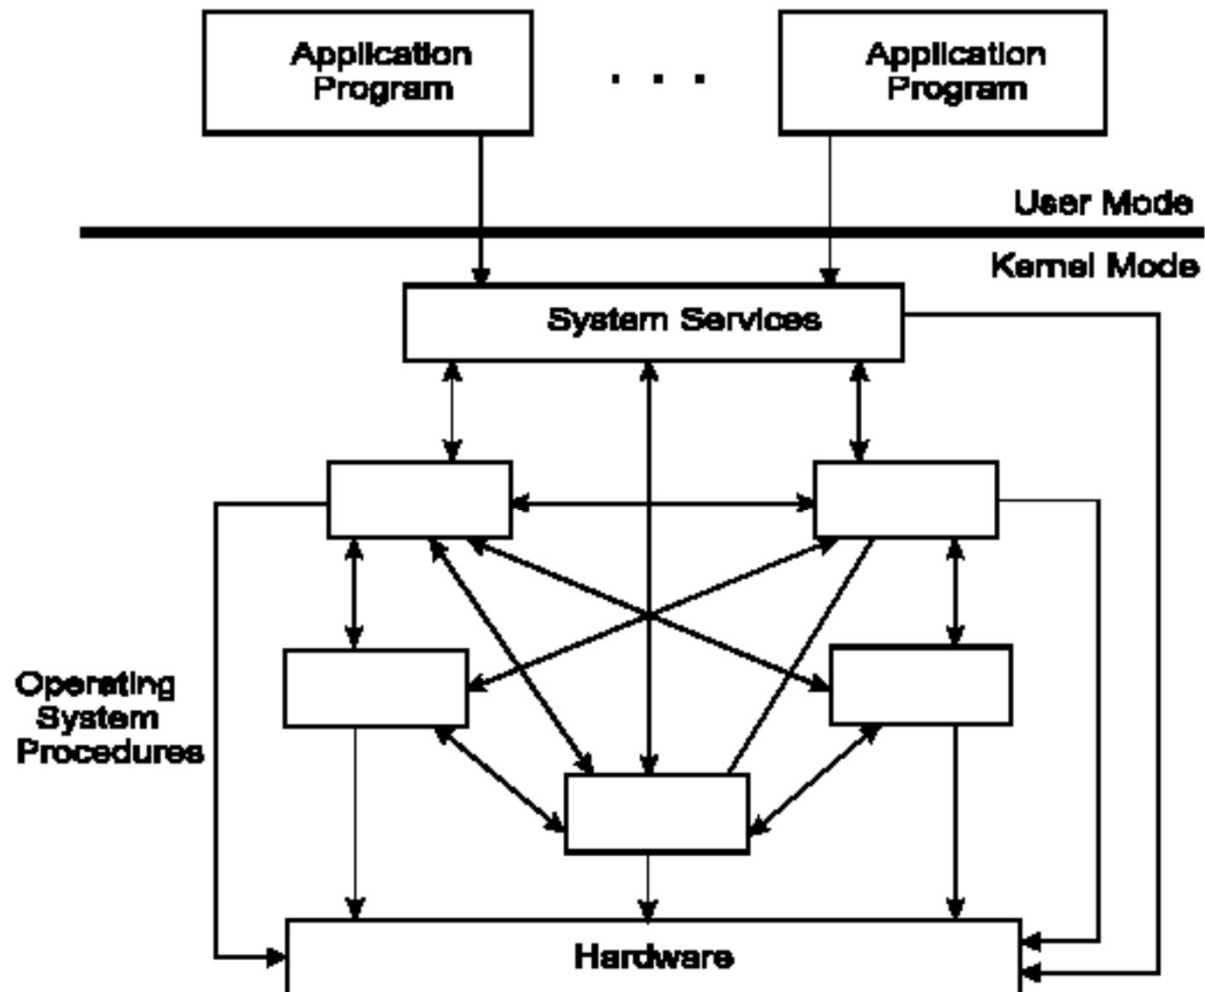 Application
Program
. . .
Application
Program
User Mode
Kernel Mode
System Services
Operating
System
Procedures
Hardware